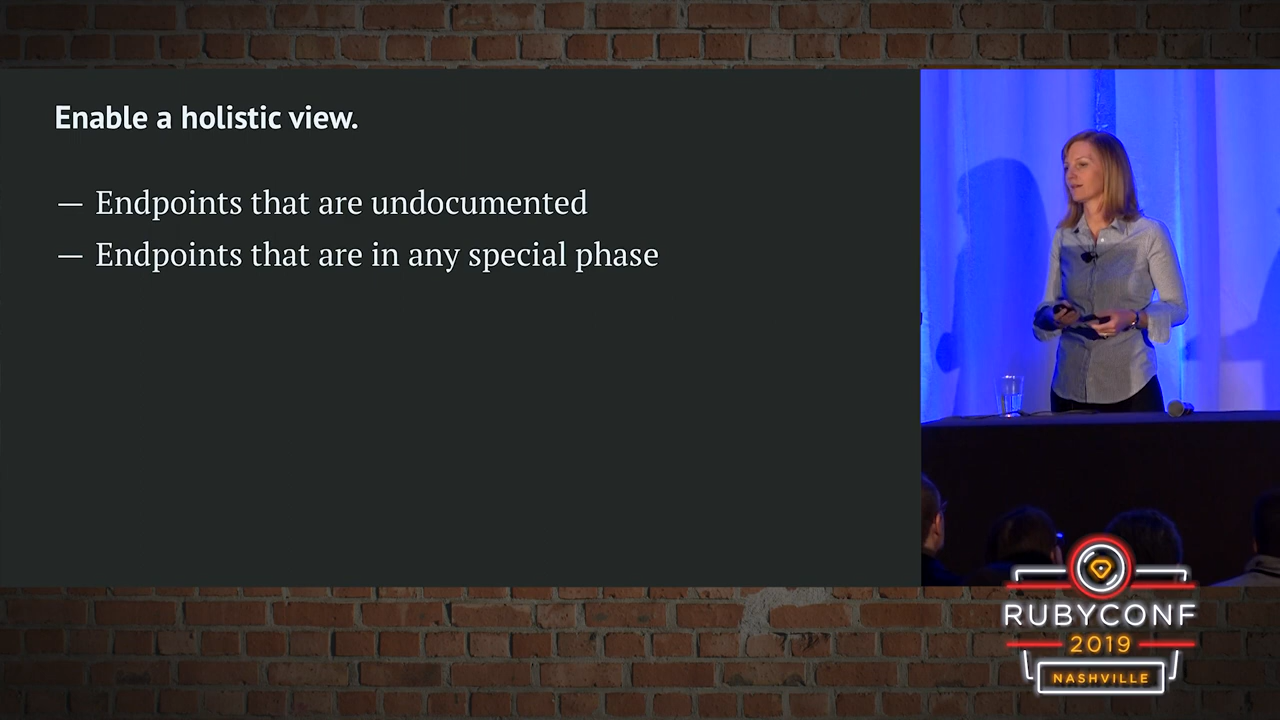 Enable a holistic view.
— Endpoints that are undocumented
— Endpoints that are in any special phase
RUBYCONF
2019
NASHVILLE